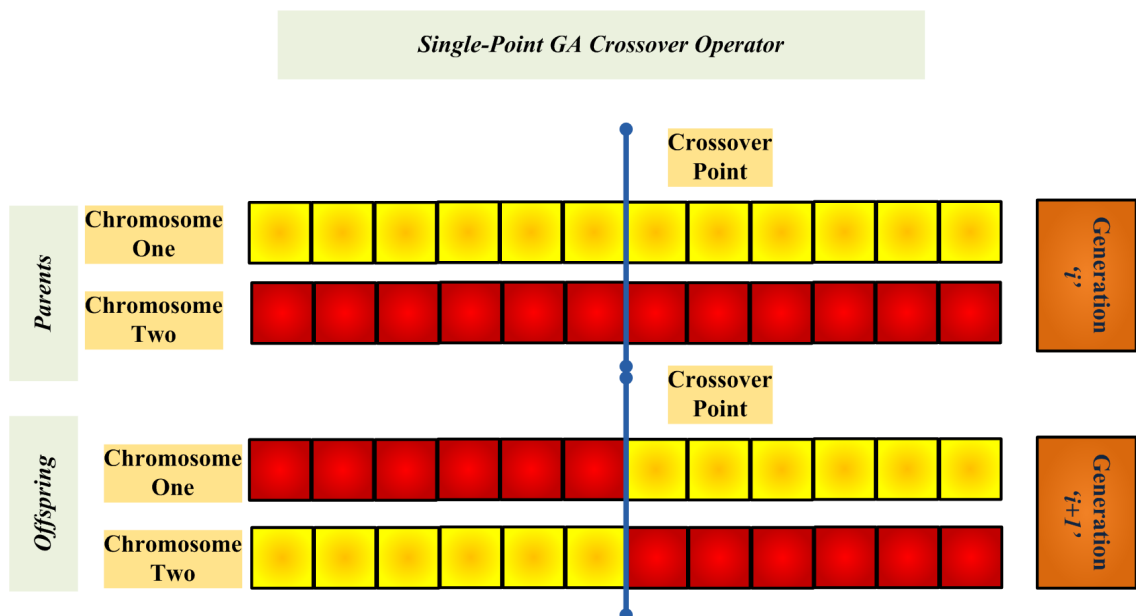 Single-Point GA Crossover Operator
Crossover
Point
Parents
Chromosome
One
Chromosome
Two
Generation
‘i’
Crossover
Point
Offspring
Chromosome
One
Chromosome
Two
Generation
‘i+1’